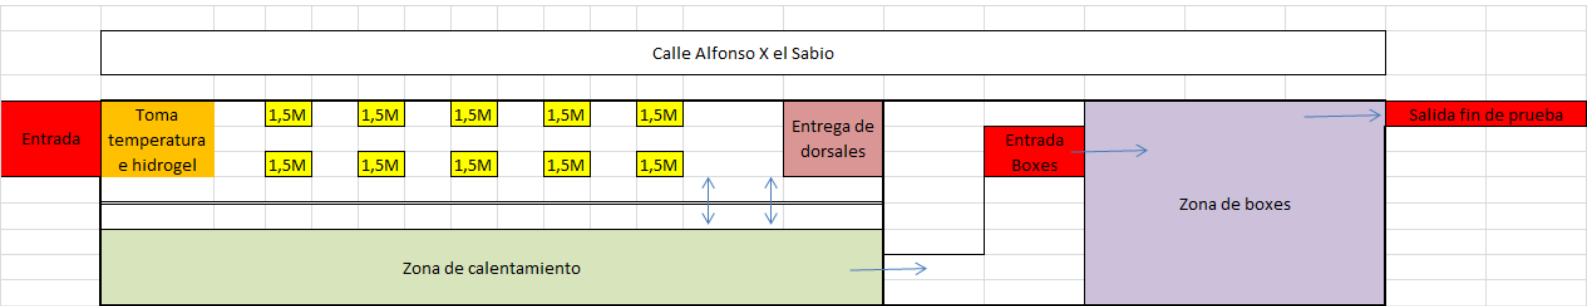 Calle Alfonso X el Sabio
Entrada
Toma
temperatura
e hidrogel
1,5M 1,5M 1,5M 1,5M 1,5M
1,5M 1,5M 1,5M 1,5M 1,5M
Entrega de
dorsales
Entrada
Boxes
Zona de boxes
Salida fin de prueba
Zona de calentamiento